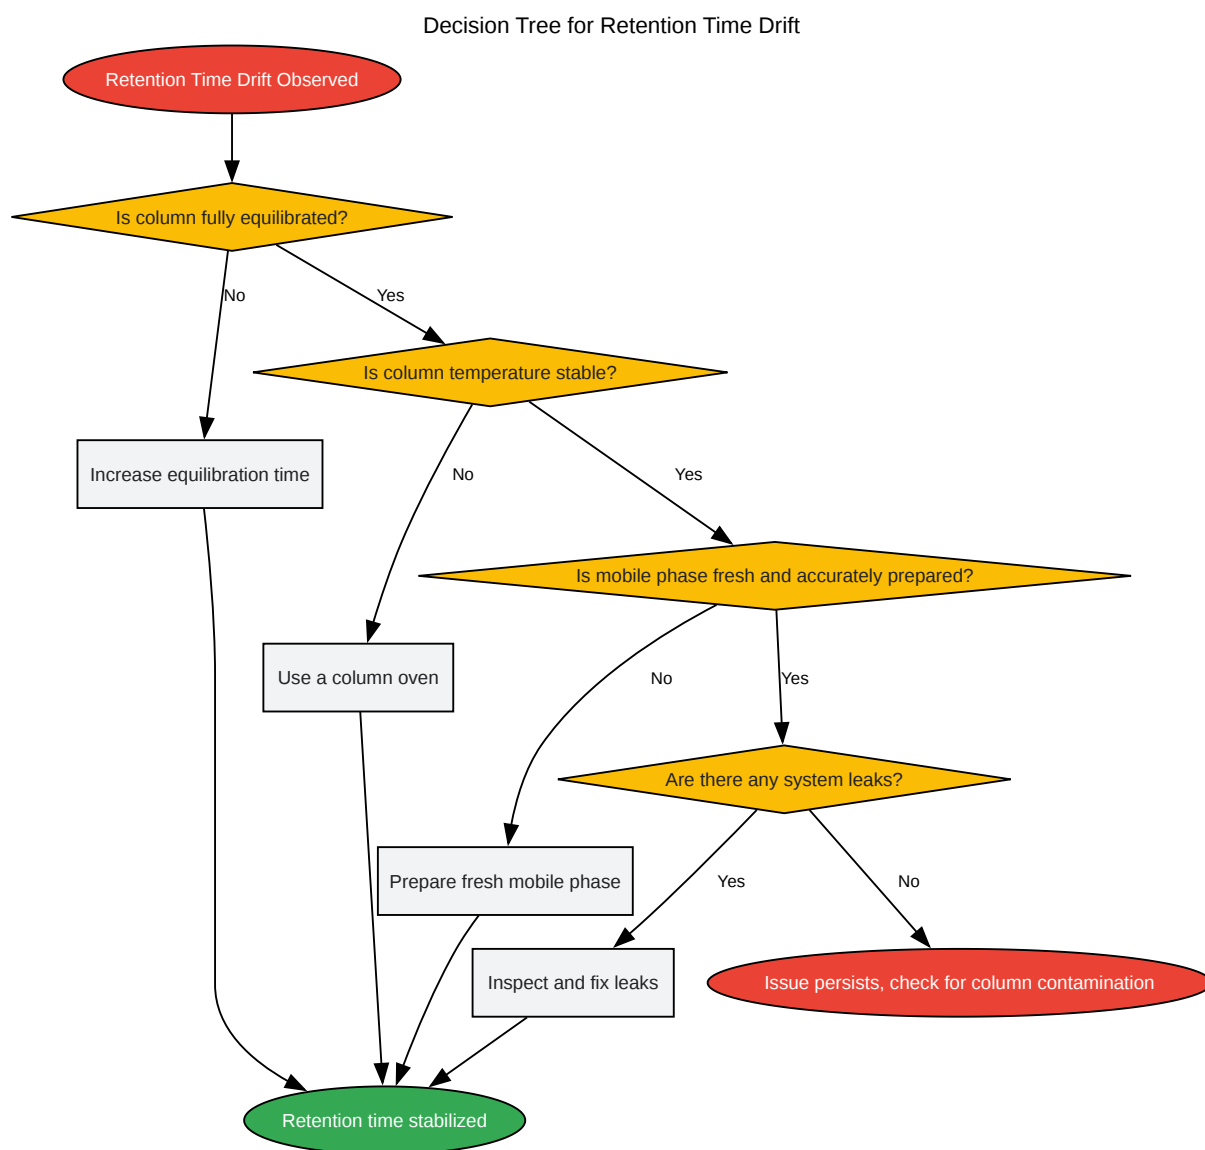 Decision Tree for Retention Time Drift
Retention Time Drift Observed
Is column fully equilibrated?
No
Yes
Is column temperature stable?
Increase equilibration time
No
Yes
Is mobile phase fresh and accurately prepared?
Use a column oven
No
Yes
Are there any system leaks?
Prepare fresh mobile phase
Yes
No
Inspect and fix leaks
Issue persists, check for column contamination
Retention time stabilized